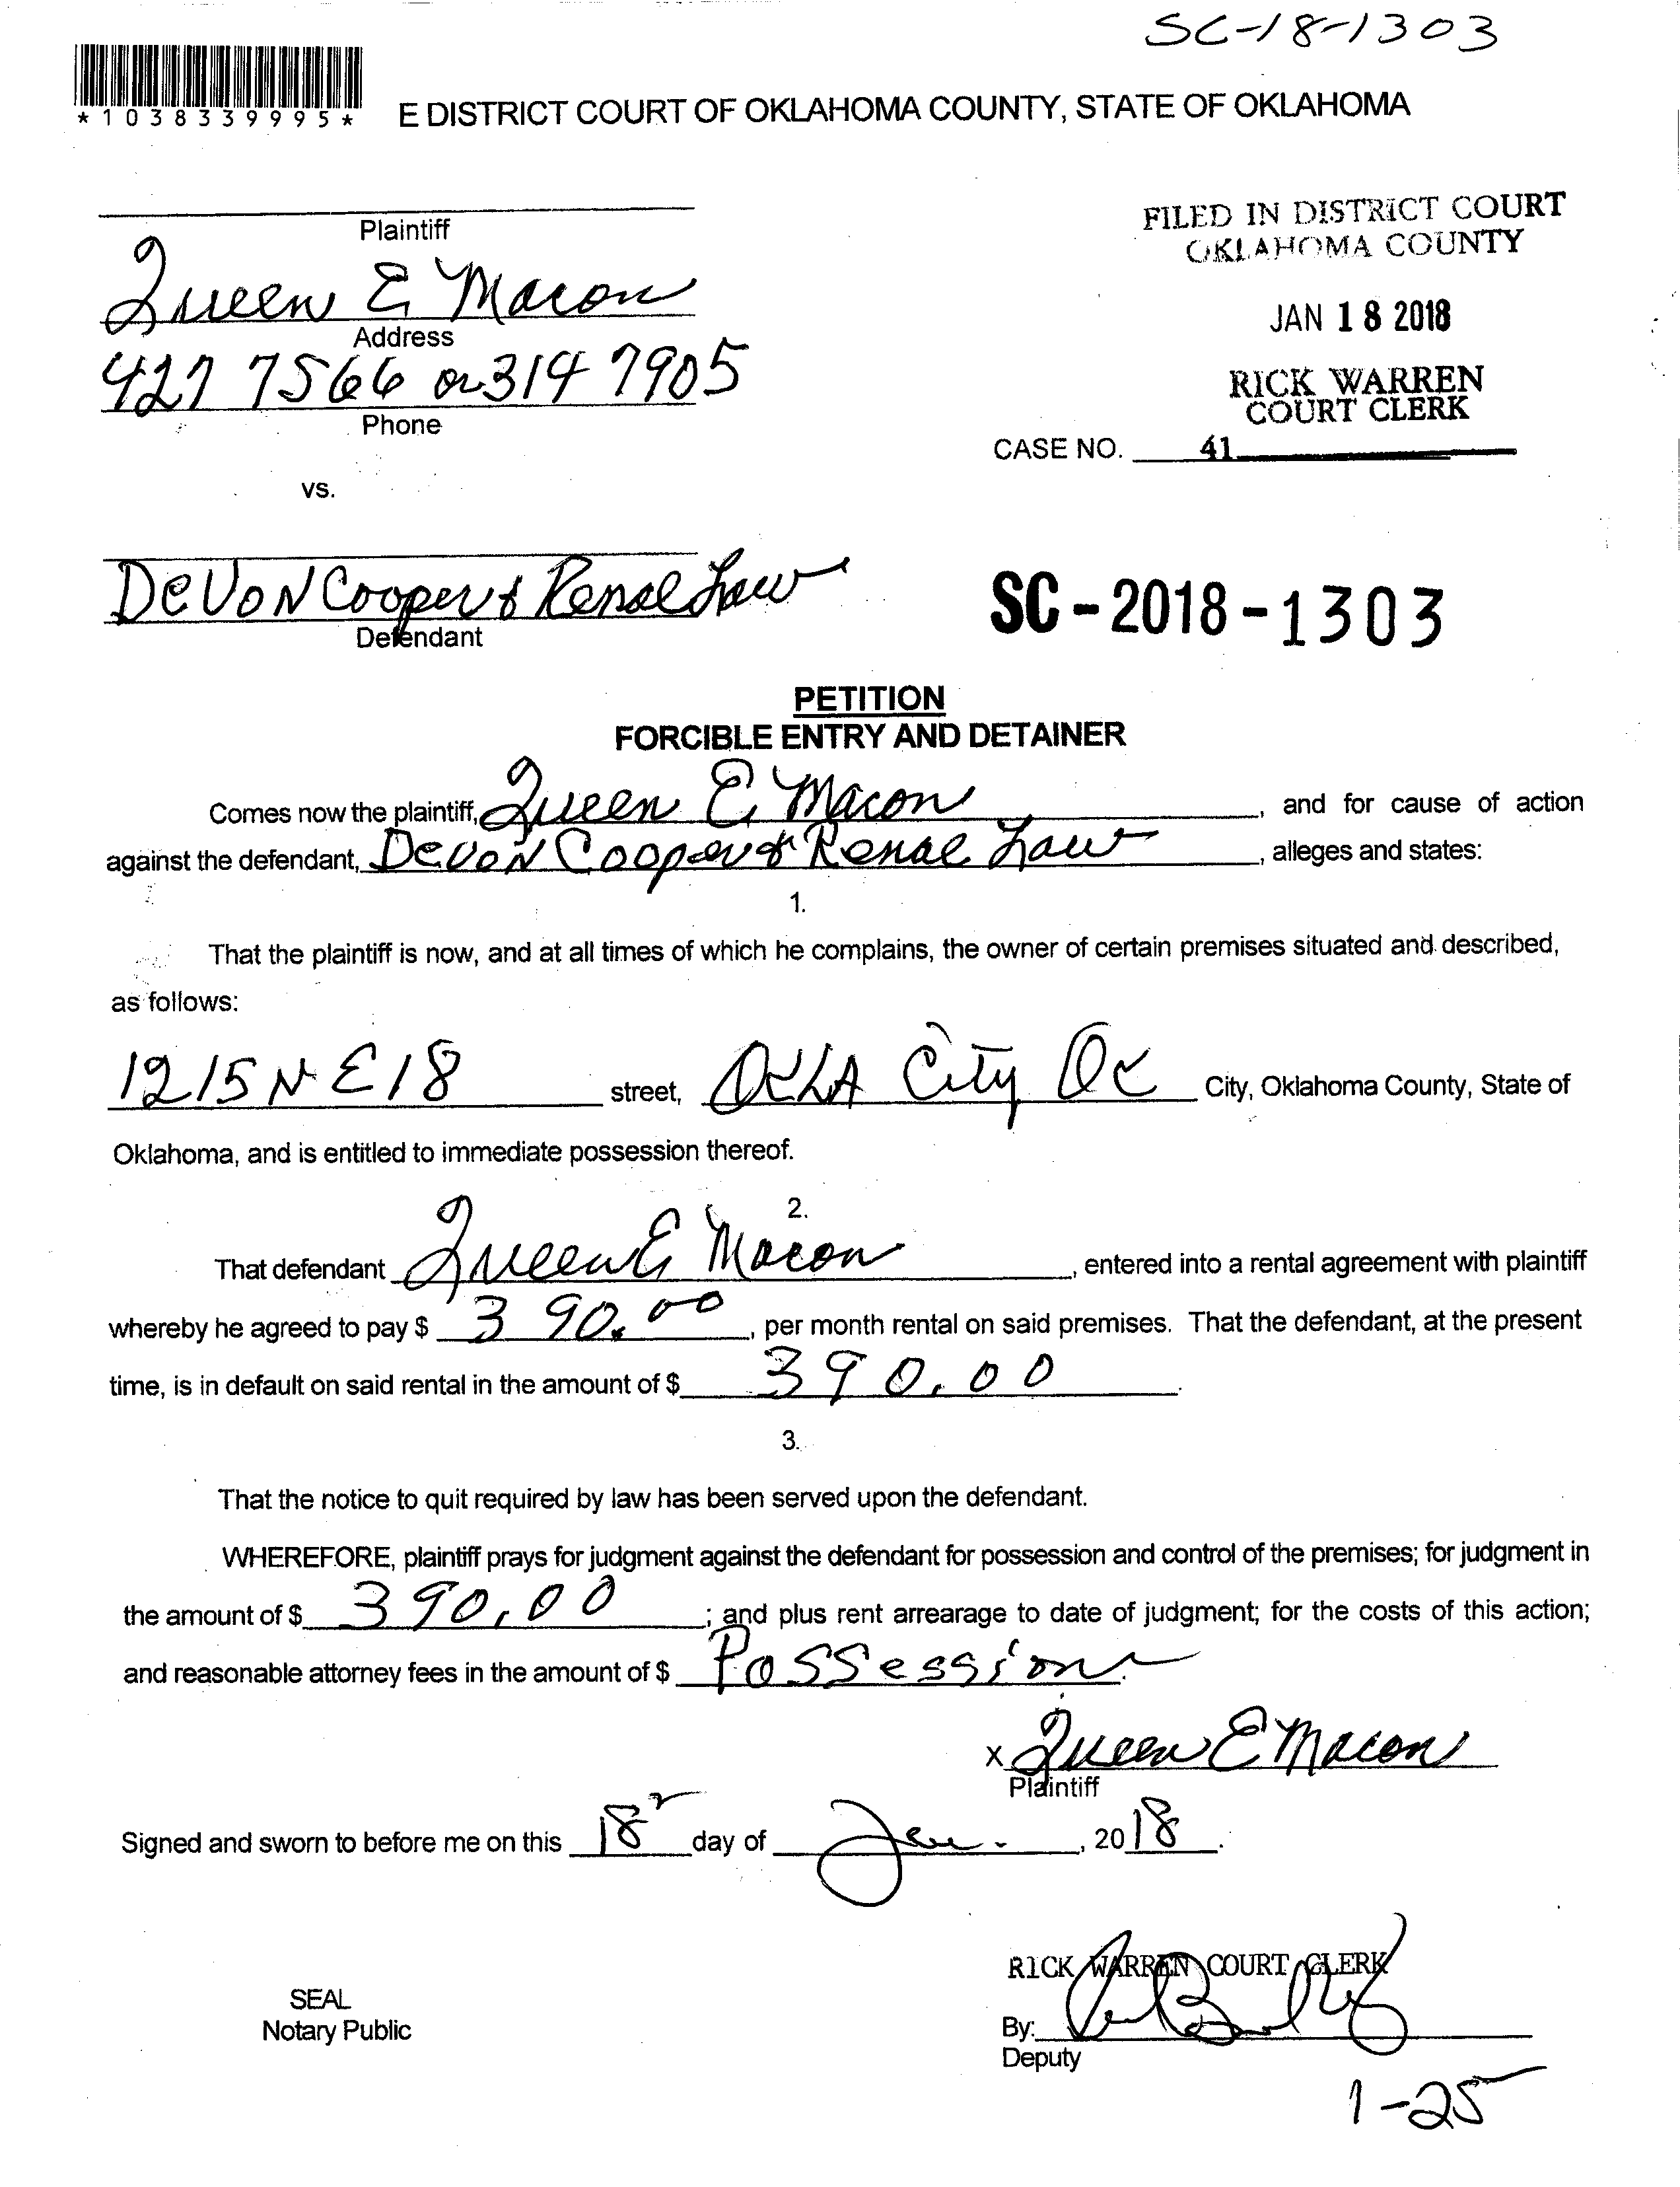 SC-18-1303
*1038339995*
E DISTRICT COURT OF OKLAHOMA COUNTY, STATE OF OKLAHOMA
Plaintiff
FILED IN DISTRICT COURT
OKLAHOMA COUNTY
Queen E Macon
Address
JAN 18 2018
427 7566 or 314 7905
Phone
RICK WARREN
COURT CLERK
CASE NO. 41
vs.
DeVoN Cooper & Renae Law
Defendant
SC-2018-1303
PETITION
FORCIBLE ENTRY AND DETAINER
Comes now the plaintiff, Queen E Macon, and for cause of action
against the defendant, DevoN Cooper & Renae Law, alleges and states:
1.
That the plaintiff is now, and at all times of which he complains, the owner of certain premises situated and described,
as follows:
1215 N E 18 street, OKLA City OK City, Oklahoma County, State of
Oklahoma, and is entitled to immediate possession thereof.
2.
That defendant Queen E Macon, entered into a rental agreement with plaintiff
whereby he agreed to pay $ 390.00, per month rental on said premises. That the defendant, at the present
time, is in default on said rental in the amount of $ 390.00.
3.
That the notice to quit required by law has been served upon the defendant.
WHEREFORE, plaintiff prays for judgment against the defendant for possession and control of the premises; for judgment in
the amount of $ 390.00; and plus rent arrearage to date of judgment; for the costs of this action;
and reasonable attorney fees in the amount of $ Possession.
x Queen E Macon
Plaintiff
Signed and sworn to before me on this 18 day of Jan., 2018.
RICK WARREN COURT CLERK
SEAL
Notary Public
By:
Deputy
1-25